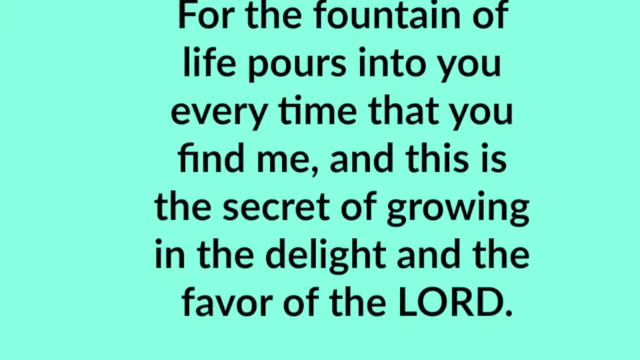 For the fountain of
life pours into you
every time that you
find me, and this is
the secret of growing
in the delight and the
favor of the LORD.